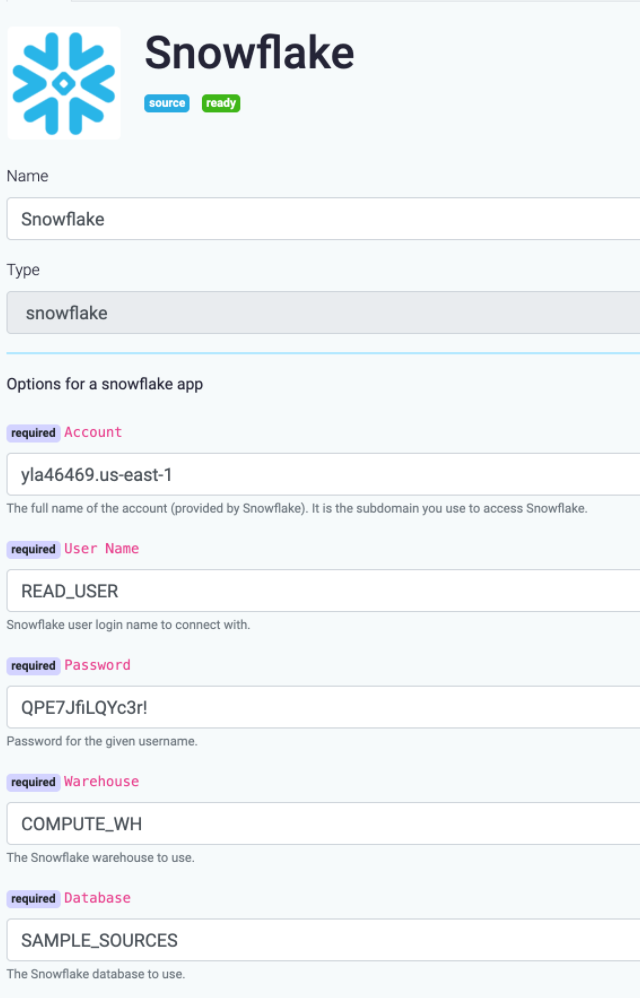 Snowflake
source ready
Name
Snowflake
Type
snowflake
Options for a snowflake app
required Account
yla46469.us-east-1
The full name of the account (provided by Snowflake). It is the subdomain you use to access Snowflake.
required User Name
READ_USER
Snowflake user login name to connect with.
required Password
QPE7JfiLQYc3r!
Password for the given username.
required Warehouse
COMPUTE_WH
The Snowflake warehouse to use.
required Database
SAMPLE_SOURCES
The Snowflake database to use.